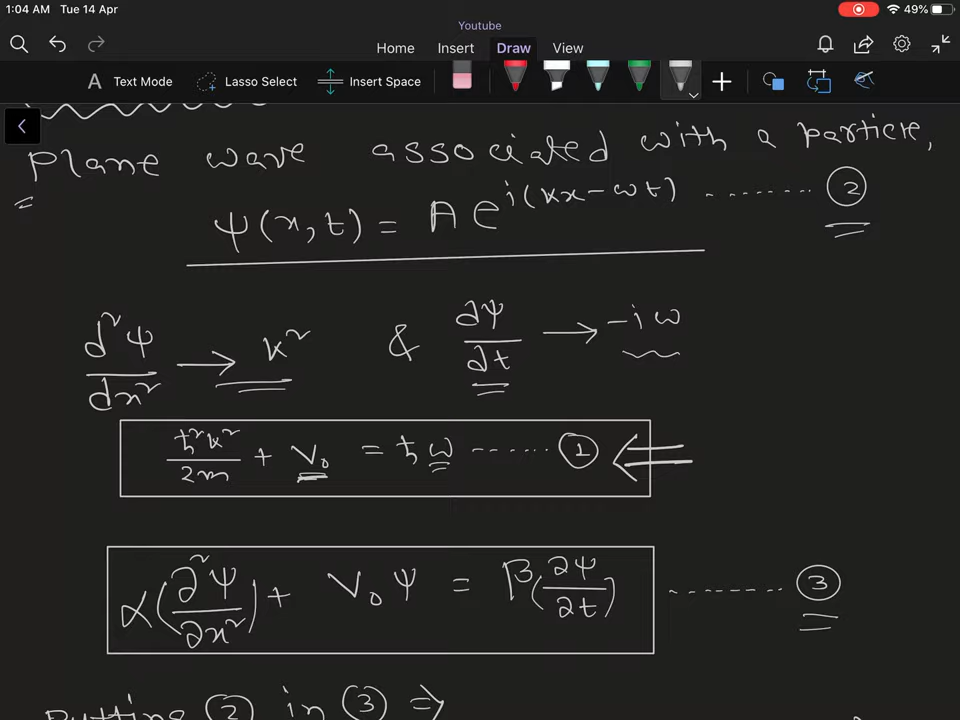 1:04 AM Tue 14 Apr
49%
Youtube
Home Insert Draw View
A Text Mode Lasso Select Insert Space
Plane wave associated with a particle,
ψ(x,t) = A e^{i(kx-ωt)} ........ ②
d²ψ/dx² → k² & ∂ψ/∂t → -iω
ħ²k²/2m + V₀ = ħω ...... ① ⇐
α(∂²ψ/∂x²) + V₀ψ = β(∂ψ/∂t) ........ ③
Putting ② in ③ ⇒